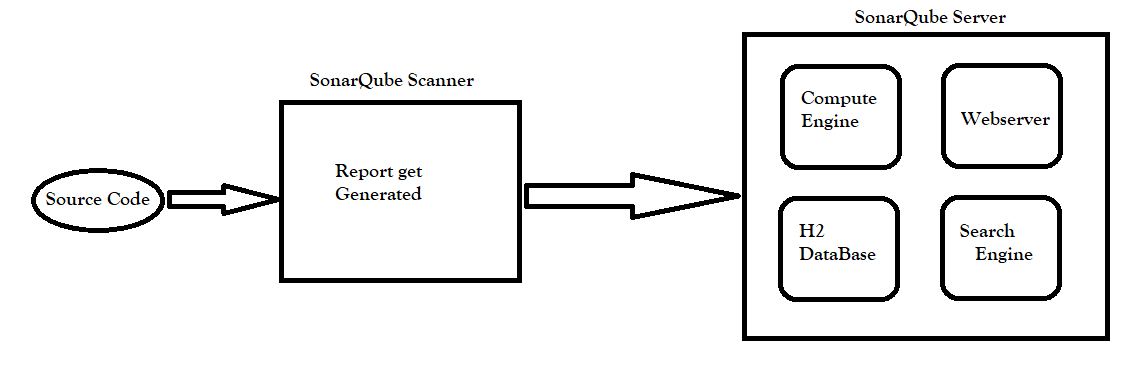 SonarQube Server
SonarQube Scanner
Compute
Engine
Webserver
Report get
Generated
Source Code
H2
DataBase
Search
Engine